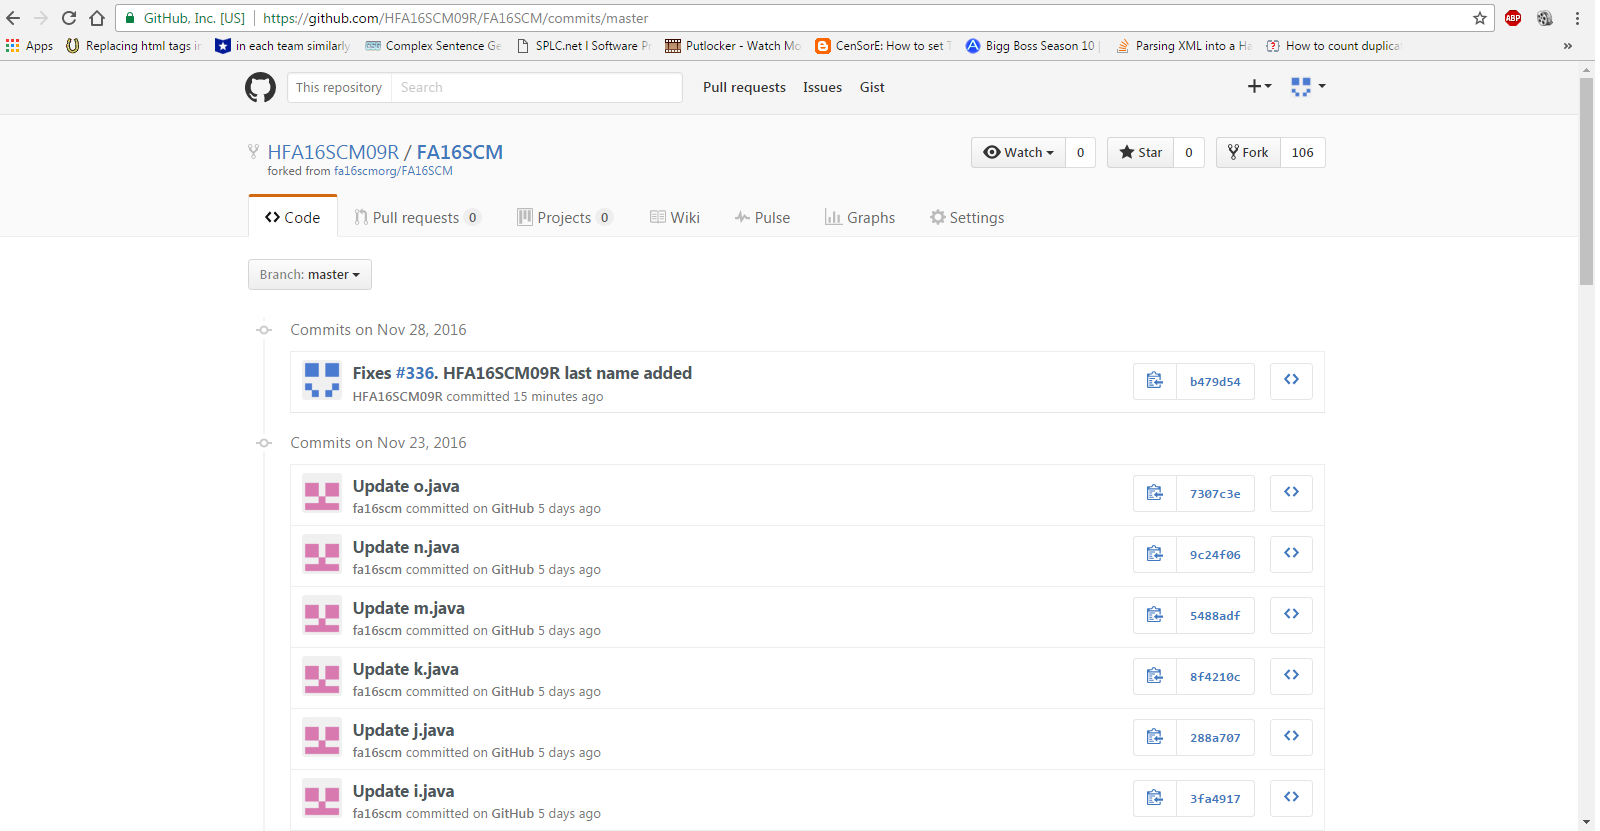 GitHub, Inc. [US] https://github.com/HFA16SCM09R/FA16SCM/commits/master ABP
Apps Replacing html tags in in each team similarly Complex Sentence Ge SPLC.net | Software Pr Putlocker - Watch Mo CenSorE: How to set T Bigg Boss Season 10 | Parsing XML into a Ha {?} How to count duplicat »
This repository Search Pull requests Issues Gist
HFA16SCM09R / FA16SCM Watch 0 Star 0 Fork 106
forked from fa16scmorg/FA16SCM
Code Pull requests 0 Projects 0 Wiki Pulse Graphs Settings
Branch: master
Commits on Nov 28, 2016
Fixes #336. HFA16SCM09R last name added b479d54
HFA16SCM09R committed 15 minutes ago
Commits on Nov 23, 2016
Update o.java 7307c3e
fa16scm committed on GitHub 5 days ago
Update n.java 9c24f06
fa16scm committed on GitHub 5 days ago
Update m.java 5488adf
fa16scm committed on GitHub 5 days ago
Update k.java 8f4210c
fa16scm committed on GitHub 5 days ago
Update j.java 288a707
fa16scm committed on GitHub 5 days ago
Update i.java 3fa4917
fa16scm committed on GitHub 5 days ago